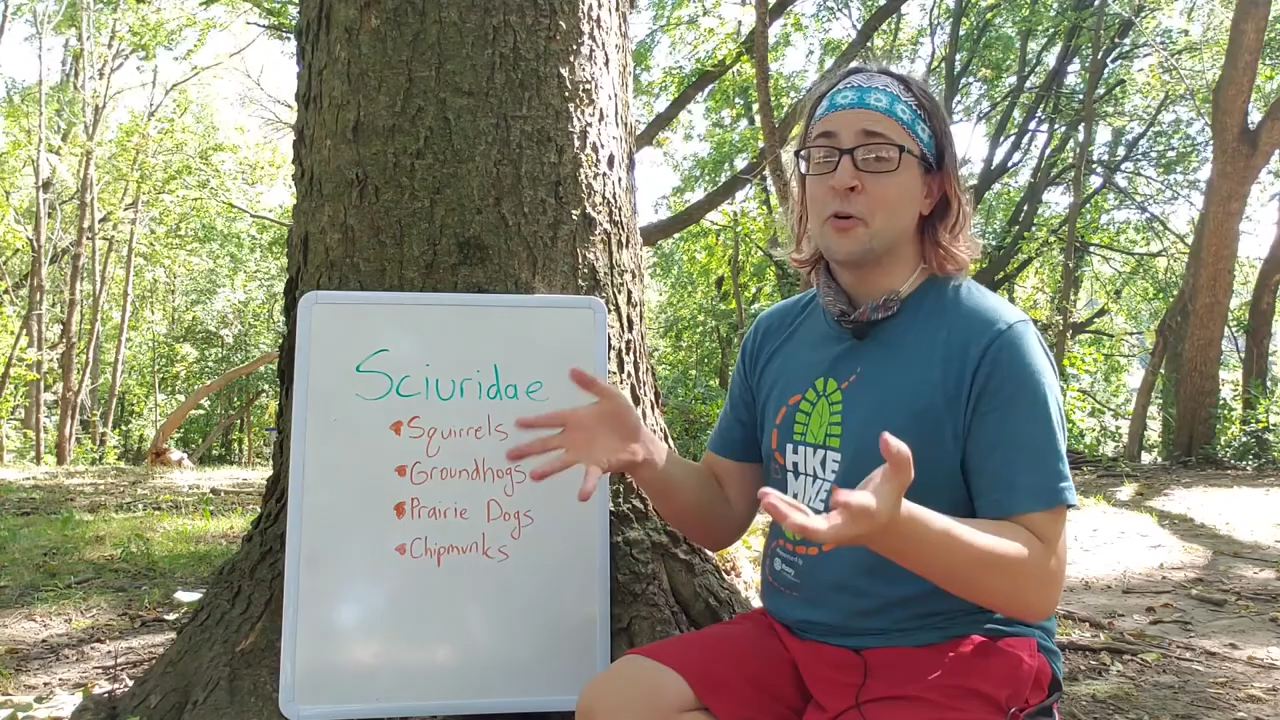 Sciuridae
Squirrels
Groundhogs
Prairie Dogs
Chipmunks
HKE
MKE